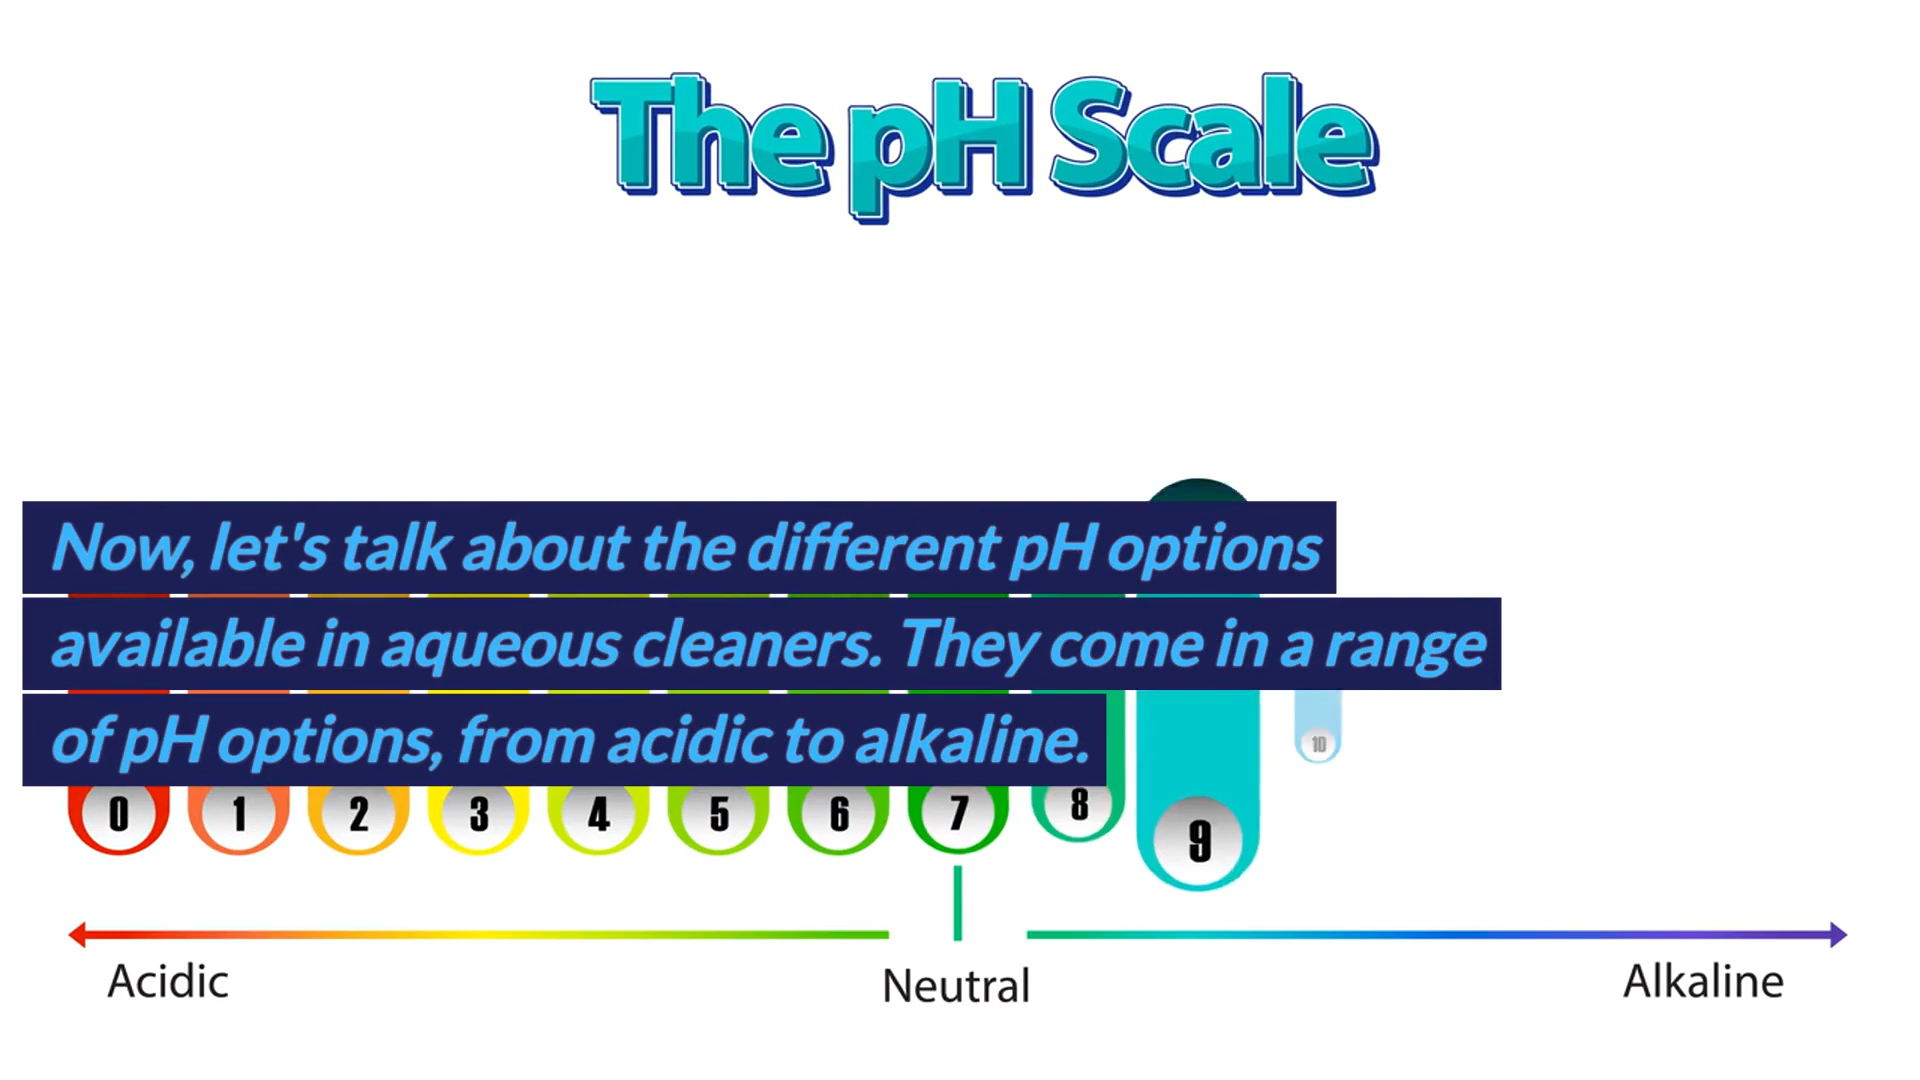 The pH Scale
Now, let's talk about the different pH options
available in aqueous cleaners. They come in a range
of pH options, from acidic to alkaline.
0 1 2 3 4 5 6 7 8 9 10
Acidic Neutral Alkaline